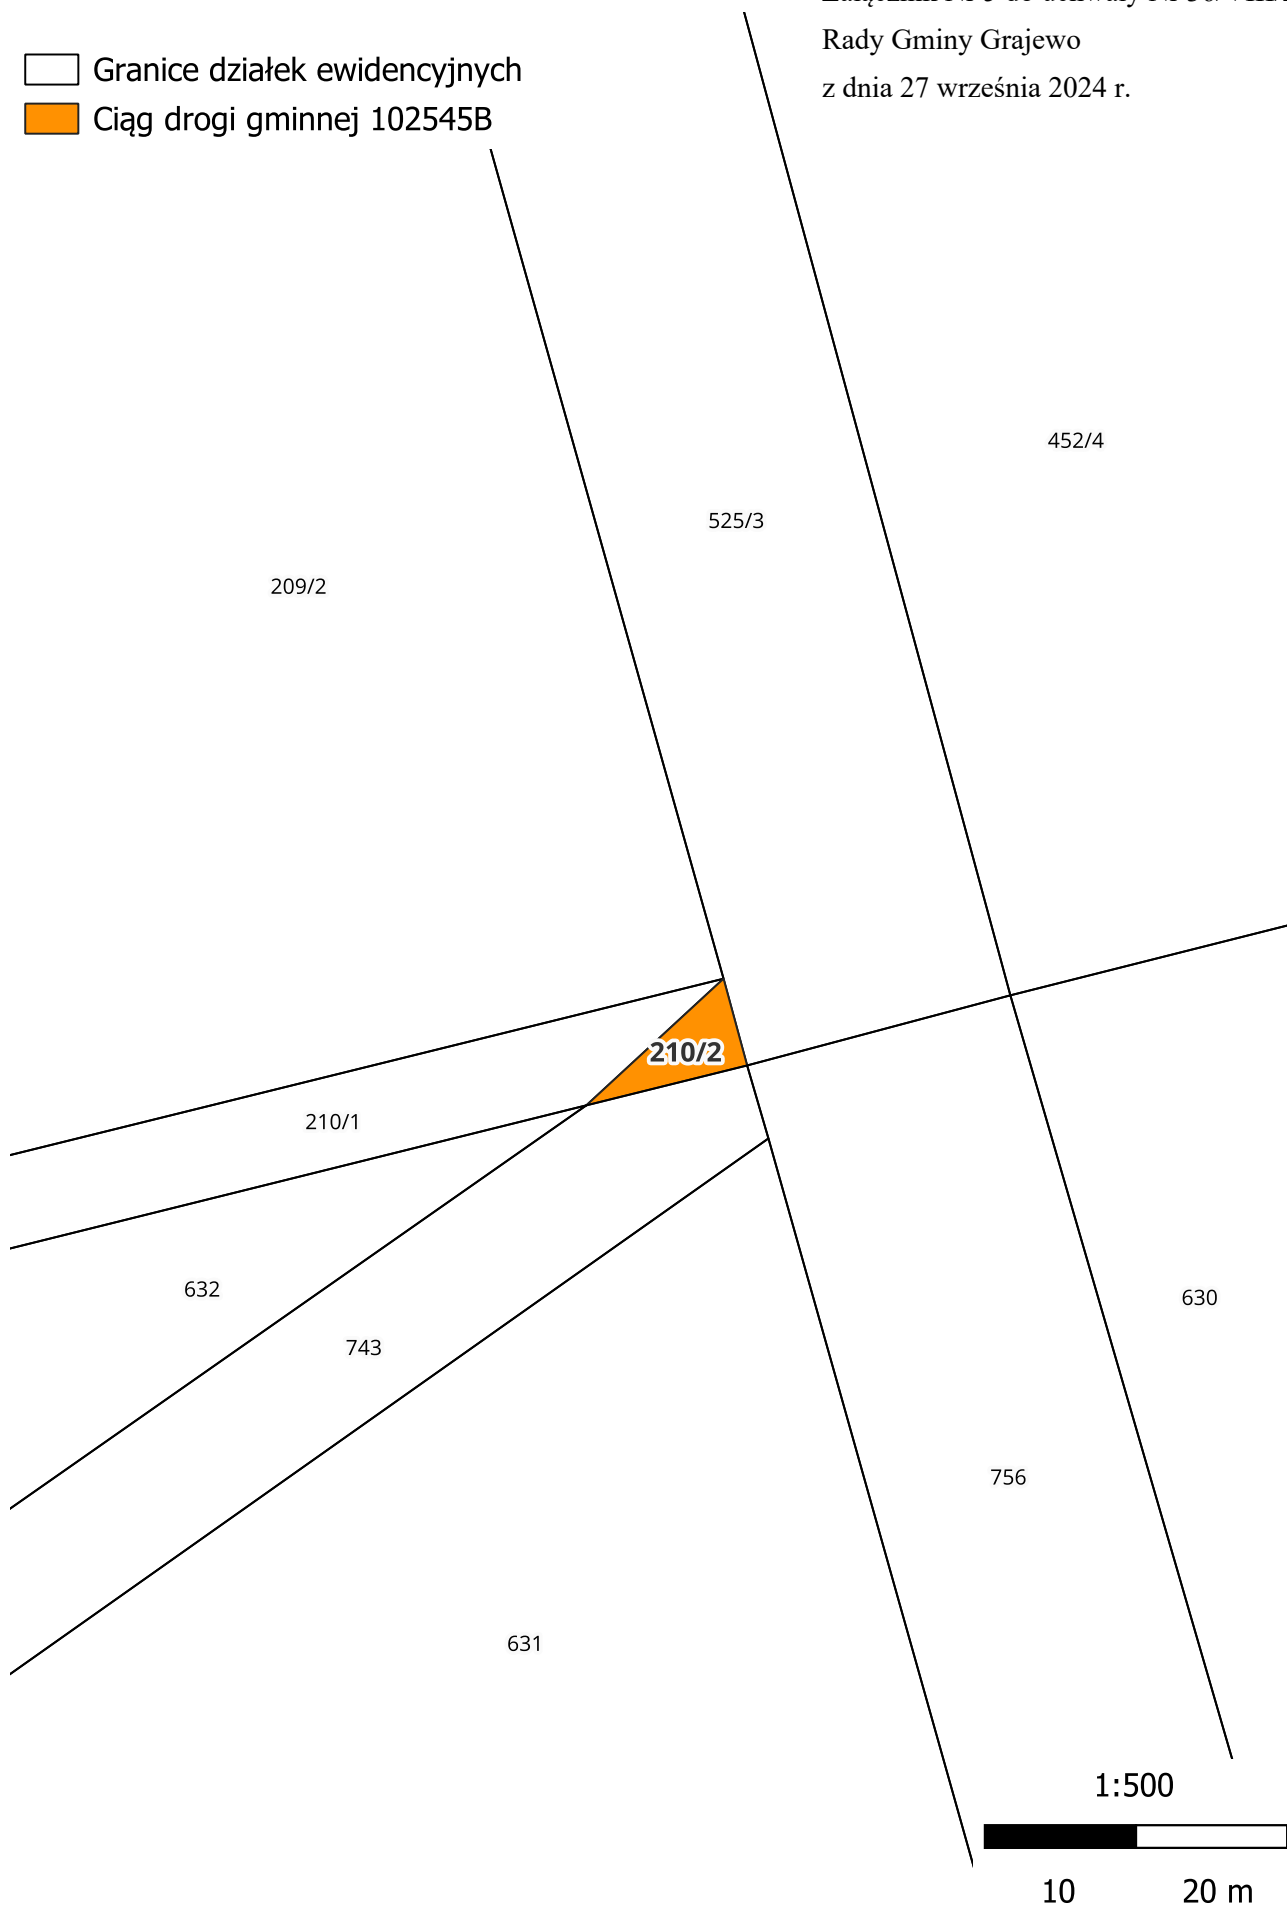 Rady Gminy Grajewo
z dnia 27 września 2024 r.
Granice działek ewidencyjnych
Ciąg drogi gminnej 102545B
452/4
525/3
209/2
210/2
210/1
632
630
743
756
631
1:500
10 20 m